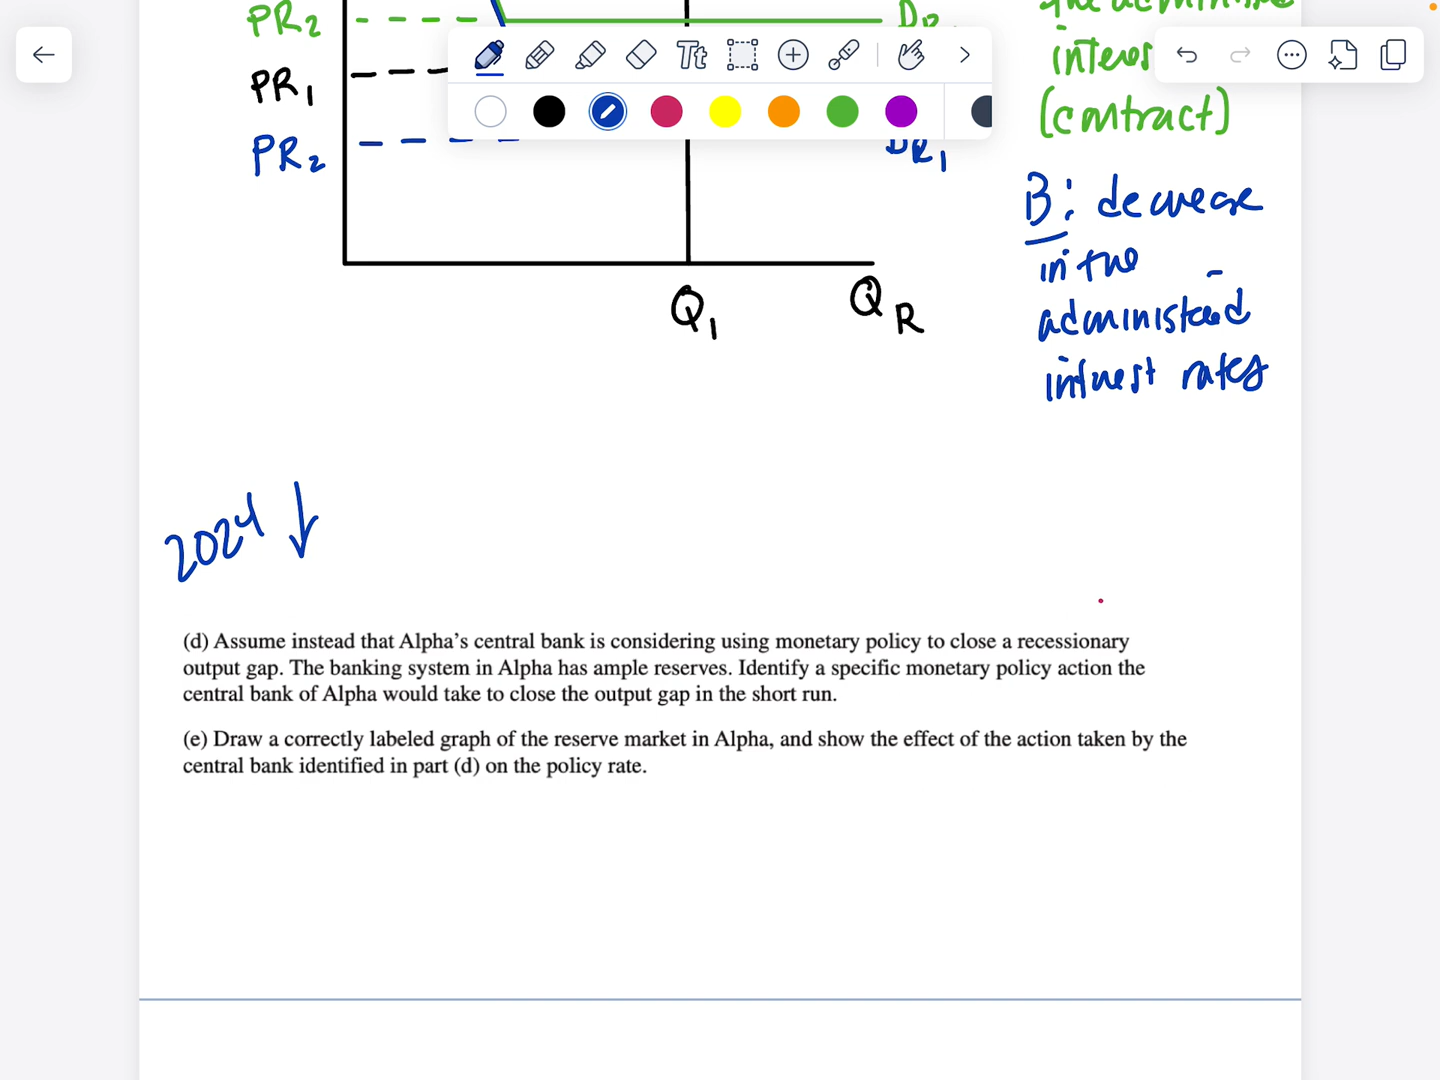 PR2
DR
PR1
Tt
interes
(contract)
PR2
DR1
B: decrease
in the
administered
interest rates
Q1
QR
2024 ↓
(d) Assume instead that Alpha’s central bank is considering using monetary policy to close a recessionary
output gap. The banking system in Alpha has ample reserves. Identify a specific monetary policy action the
central bank of Alpha would take to close the output gap in the short run.
(e) Draw a correctly labeled graph of the reserve market in Alpha, and show the effect of the action taken by the
central bank identified in part (d) on the policy rate.